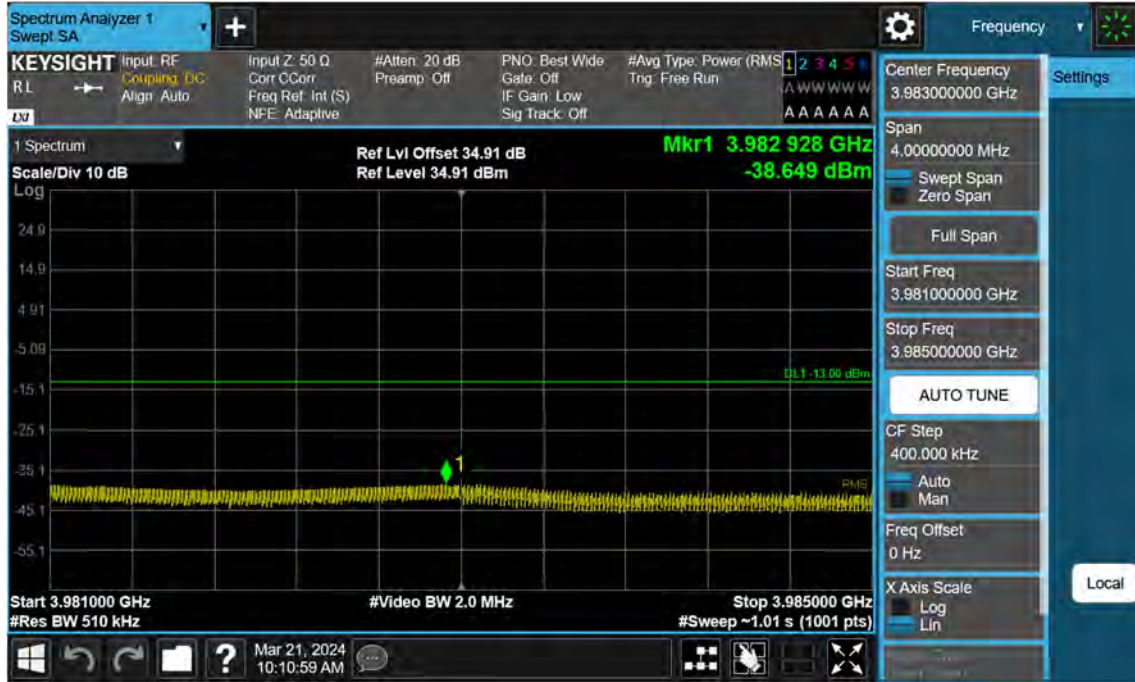 Spectrum Analyzer 1
Swept SA
Frequency
KEYSIGHT
RL
LXI
Input: RF
Coupling: DC
Align: Auto
Input Z: 50 Ω
Corr CCorr
Freq Ref: Int (S)
NFE: Adaptive
#Atten: 20 dB
Preamp: Off
PNO: Best Wide
Gate: Off
IF Gain: Low
Sig Track: Off
#Avg Type: Power (RMS
Trig: Free Run
1 2 3 4 5 6
A W W W W W
A A A A A A
Center Frequency
3.983000000 GHz
Settings
1 Spectrum
Scale/Div 10 dB
Ref Lvl Offset 34.91 dB
Ref Level 34.91 dBm
Mkr1 3.982 928 GHz
-38.649 dBm
Span
4.00000000 MHz
Swept Span
Zero Span
Full Span
Start Freq
3.981000000 GHz
Stop Freq
3.985000000 GHz
AUTO TUNE
CF Step
400.000 kHz
Auto
Man
Freq Offset
0 Hz
X Axis Scale
Log
Lin
Local
Log
24.9
14.9
4.91
-5.09
-15.1
-25.1
-35.1
-45.1
-55.1
DL1 -13.00 dBm
1
RMS
Start 3.981000 GHz
#Res BW 510 kHz
#Video BW 2.0 MHz
Stop 3.985000 GHz
#Sweep ~1.01 s (1001 pts)
?
Mar 21, 2024
10:10:59 AM